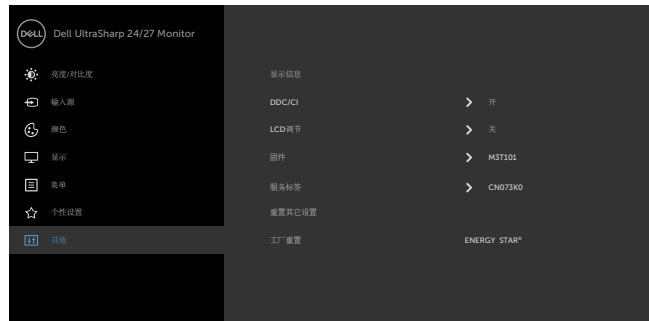 DELL
Dell UltraSharp 24/27 Monitor
亮度/对比度
输入源
颜色
显示
菜单
个性设置
其他
显示信息
DDC/CI 开
LCD调节 关
固件 M3T101
服务标签 CN073K0
重置其它设置
工厂重置 ENERGY STAR®